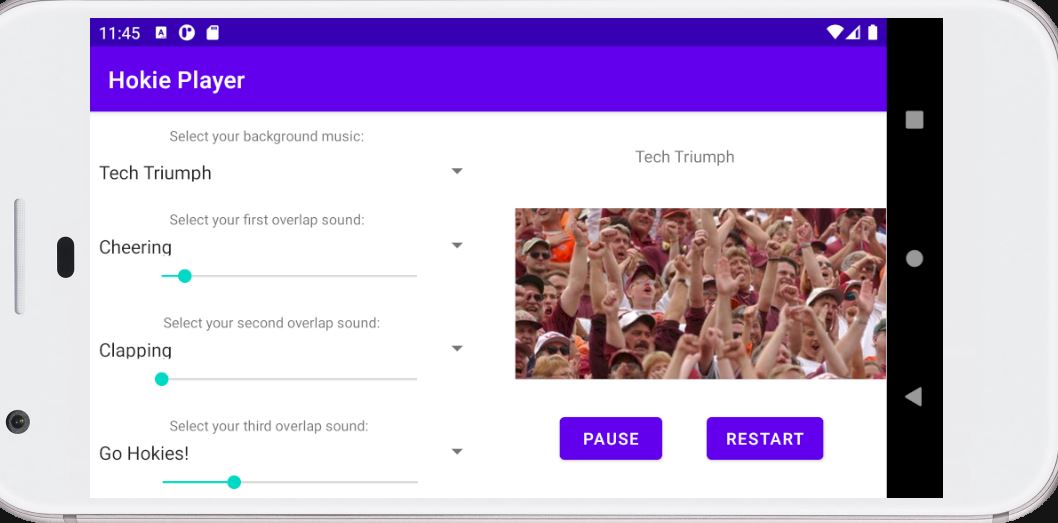 11:45
Hokie Player
Select your background music:
Tech Triumph
Select your first overlap sound:
Cheering
Select your second overlap sound:
Clapping
Select your third overlap sound:
Go Hokies!
Tech Triumph
PAUSE
RESTART